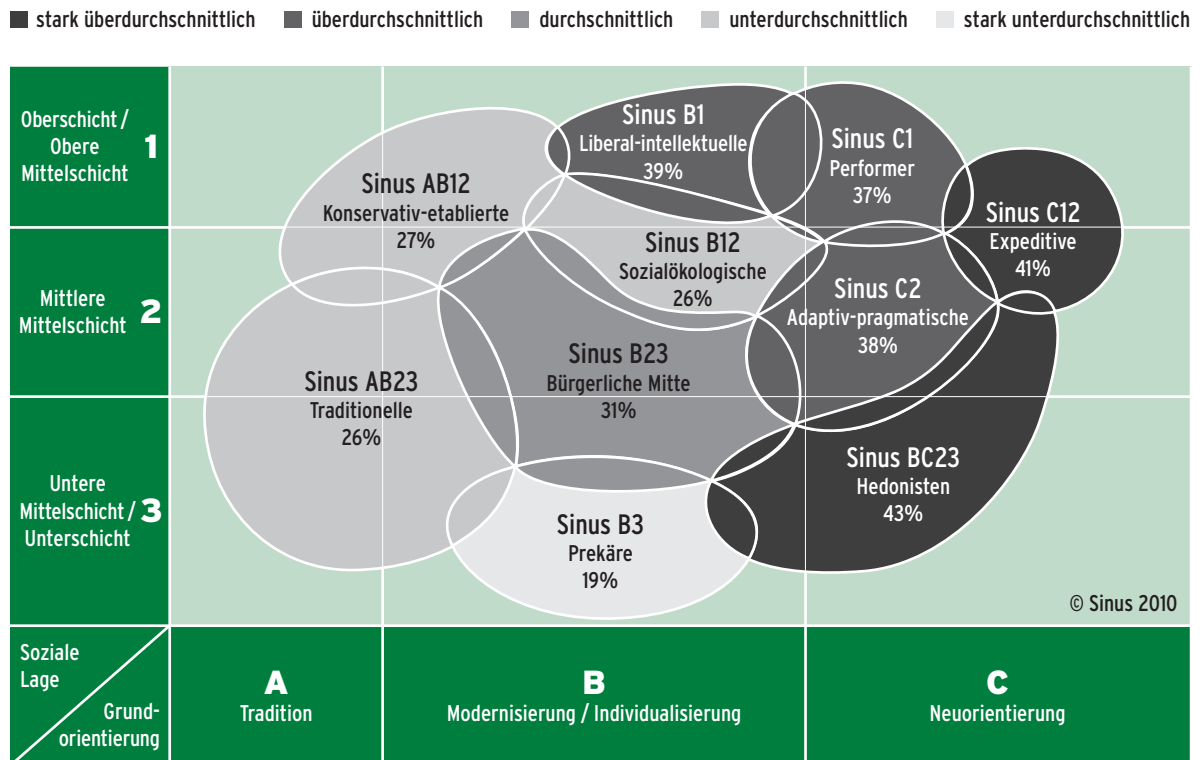 stark überdurchschnittlich
überdurchschnittlich
durchschnittlich
unterdurchschnittlich
stark unterdurchschnittlich
Oberschicht /
Obere
Mittelschicht
1
Mittlere
Mittelschicht
2
Untere
Mittelschicht /
Unterschicht
3
Sinus AB12
Konservativ-etablierte
27%
Sinus B1
Liberal-intellektuelle
39%
Sinus C1
Performer
37%
Sinus C12
Expeditive
41%
Sinus B12
Sozialökologische
26%
Sinus C2
Adaptiv-pragmatische
38%
Sinus AB23
Traditionelle
26%
Sinus B23
Bürgerliche Mitte
31%
Sinus BC23
Hedonisten
43%
Sinus B3
Prekäre
19%
© Sinus 2010
Soziale
Lage
Grund-
orientierung
A
Tradition
B
Modernisierung / Individualisierung
C
Neuorientierung